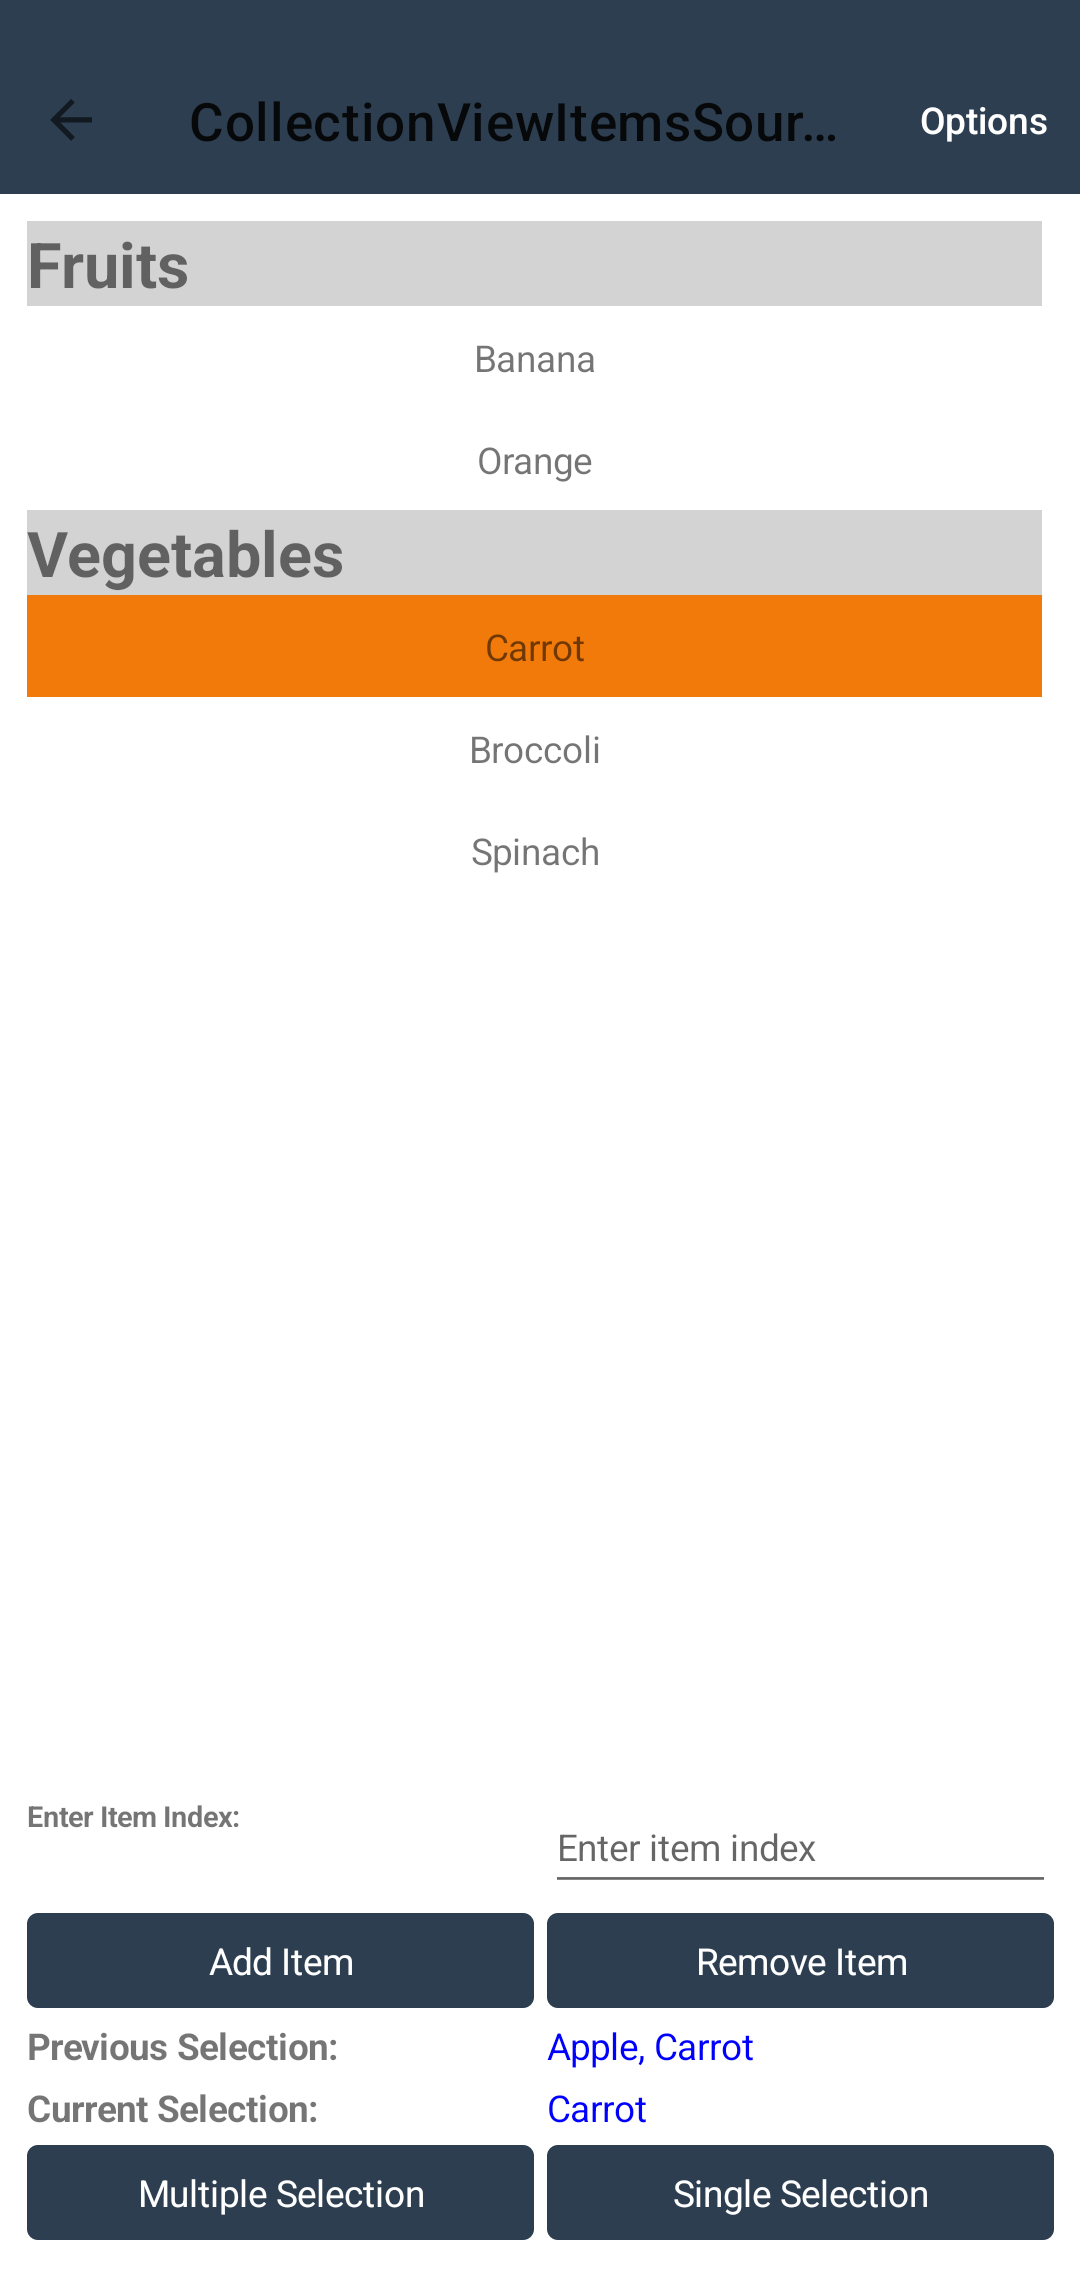 CollectionViewItemsSour...
Options
Fruits
Banana
Orange
Vegetables
Carrot
Broccoli
Spinach
Enter Item Index:
Enter item index
Add Item
Remove Item
Previous Selection:
Apple, Carrot
Current Selection:
Carrot
Multiple Selection
Single Selection